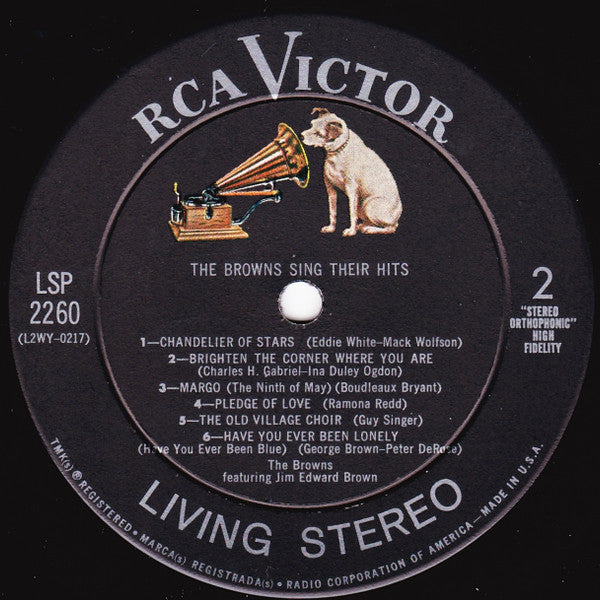 RCA VICTOR
THE BROWNS SING THEIR HITS
LSP
2260
(L2WY-0217)
2
"STEREO
ORTHOPHONIC"
HIGH
FIDELITY
1—CHANDELIER OF STARS (Eddie White-Mack Wolfson)
2—BRIGHTEN THE CORNER WHERE YOU ARE
(Charles H. Gabriel-Ina Duley Ogdon)
3—MARGO (The Ninth of May) (Boudleaux Bryant)
4—PLEDGE OF LOVE (Ramona Redd)
5—THE OLD VILLAGE CHOIR (Guy Singer)
6—HAVE YOU EVER BEEN LONELY
(Have You Ever Been Blue) (George Brown-Peter DeRose)
The Browns
featuring Jim Edward Brown
LIVING STEREO
TMK(s) ® REGISTERED • MARCA(s) REGISTRADA(s) • RADIO CORPORATION OF AMERICA—MADE IN U.S.A.